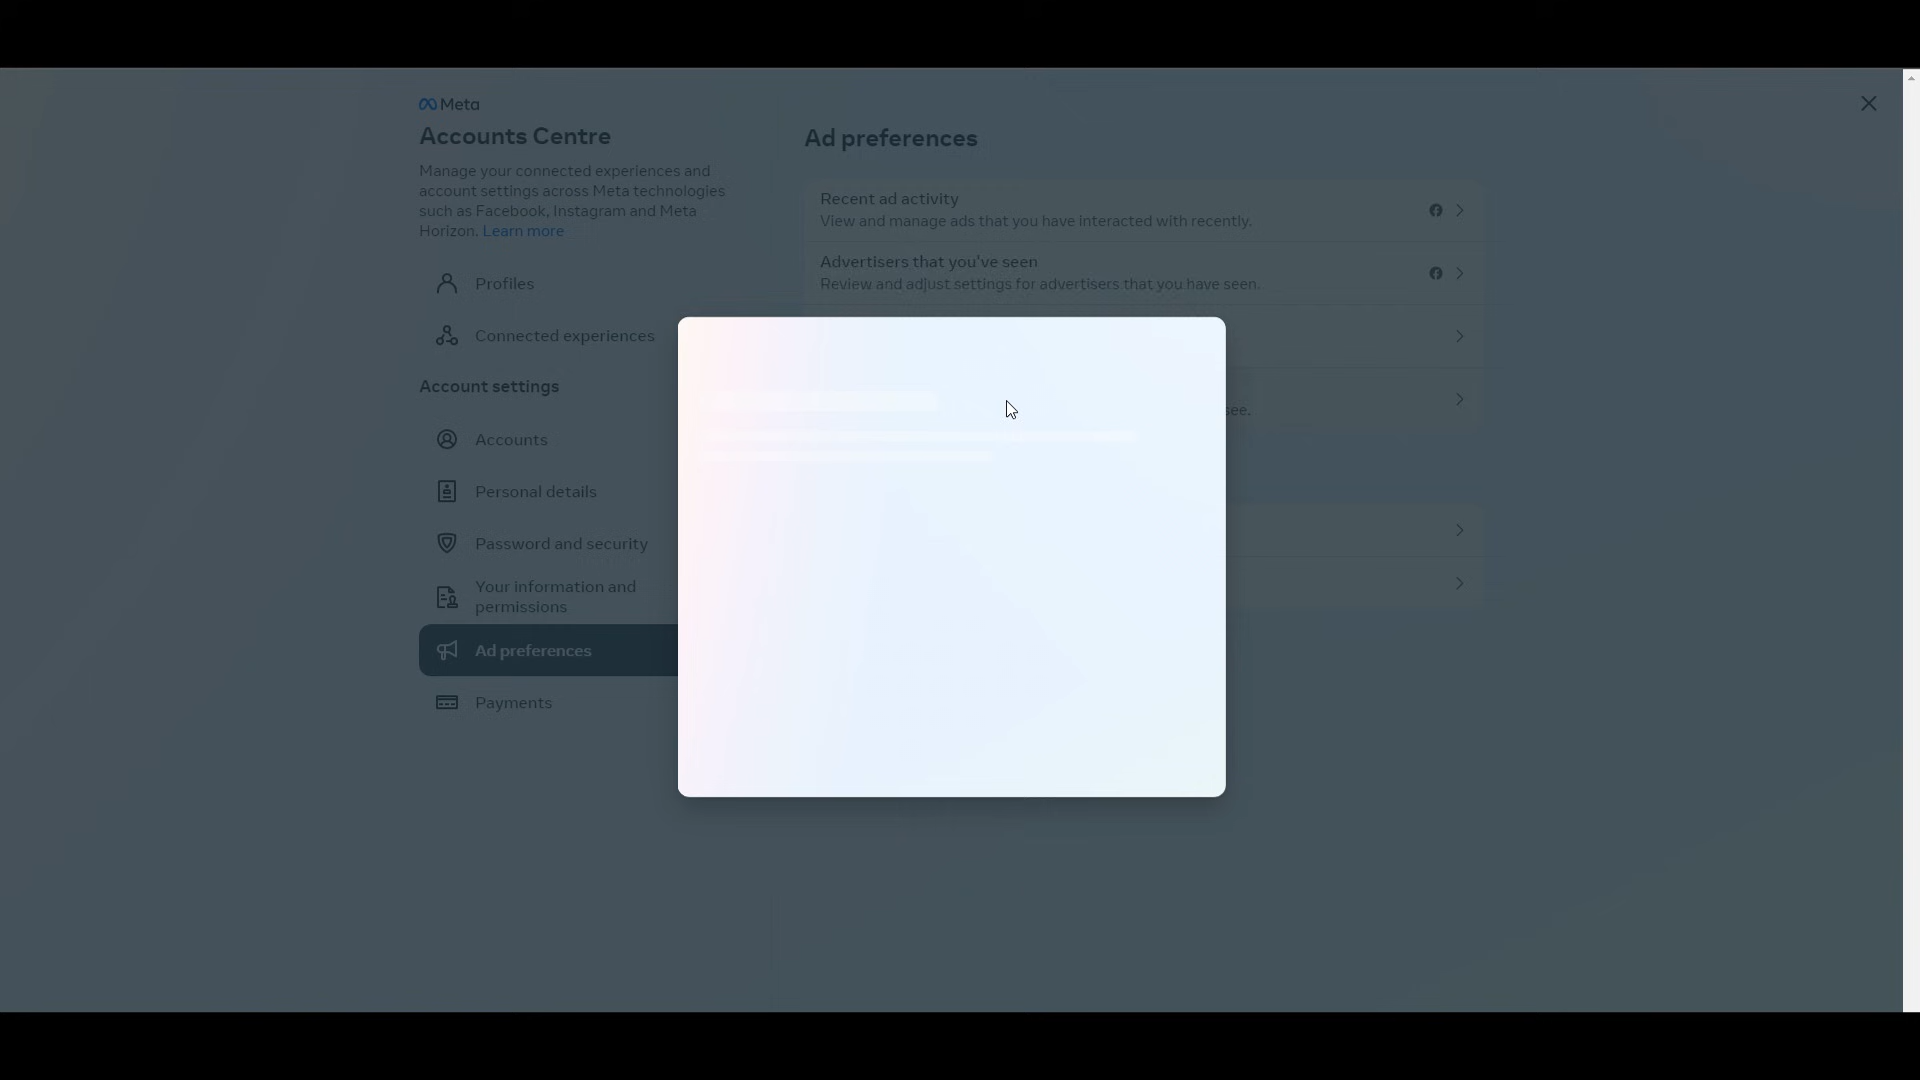 Meta
Accounts Centre
Manage your connected experiences and
account settings across Meta technologies
such as Facebook, Instagram and Meta
Horizon. Learn more
Profiles
Connected experiences
Account settings
Accounts
Personal details
Password and security
Your information and
permissions
Ad preferences
Payments
Ad preferences
Recent ad activity
View and manage ads that you have interacted with recently.
Advertisers that you've seen
Review and adjust settings for advertisers that you have seen.
see.